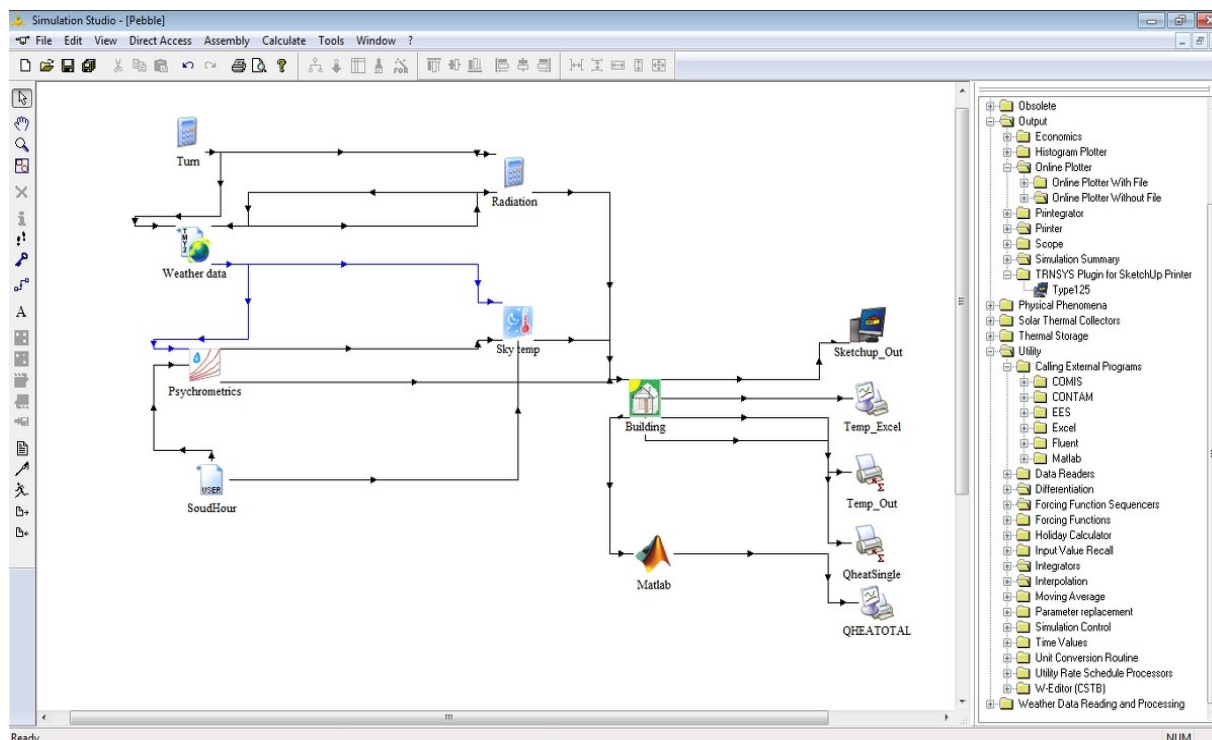 Simulation Studio - [Pebble]
File Edit View Direct Access Assembly Calculate Tools Window ?
A
Turn
Radiation
TMY2
Weather data
Sky temp
Psychrometrics
USER
SoudHour
Building
Matlab
Sketchup_Out
Temp_Excel
Temp_Out
QheatSingle
QHEATOTAL
Obsolete
Output
Economics
Histogram Plotter
Online Plotter
Online Plotter With File
Online Plotter Without File
Printegrator
Printer
Scope
Simulation Summary
TRNSYS Plugin for SketchUp Printer
Type125
Physical Phenomena
Solar Thermal Collectors
Thermal Storage
Utility
Calling External Programs
COMIS
CONTAM
EES
Excel
Fluent
Matlab
Data Readers
Differentiation
Forcing Function Sequencers
Forcing Functions
Holiday Calculator
Input Value Recall
Integrators
Interpolation
Moving Average
Parameter replacement
Simulation Control
Time Values
Unit Conversion Routine
Utility Rate Schedule Processors
W-Editor (CSTB)
Weather Data Reading and Processing
Ready
NUM